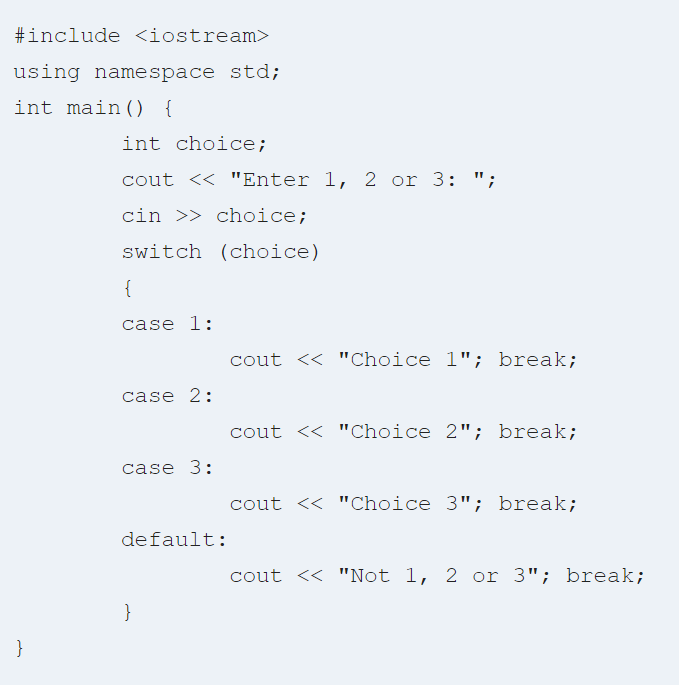 #include <iostream>
using namespace std;
int main() {
int choice;
cout << "Enter 1, 2 or 3: ";
cin >> choice;
switch (choice)
{
case 1:
cout << "Choice 1"; break;
case 2:
cout << "Choice 2"; break;
case 3:
cout << "Choice 3"; break;
default:
cout << "Not 1, 2 or 3"; break;
}
}